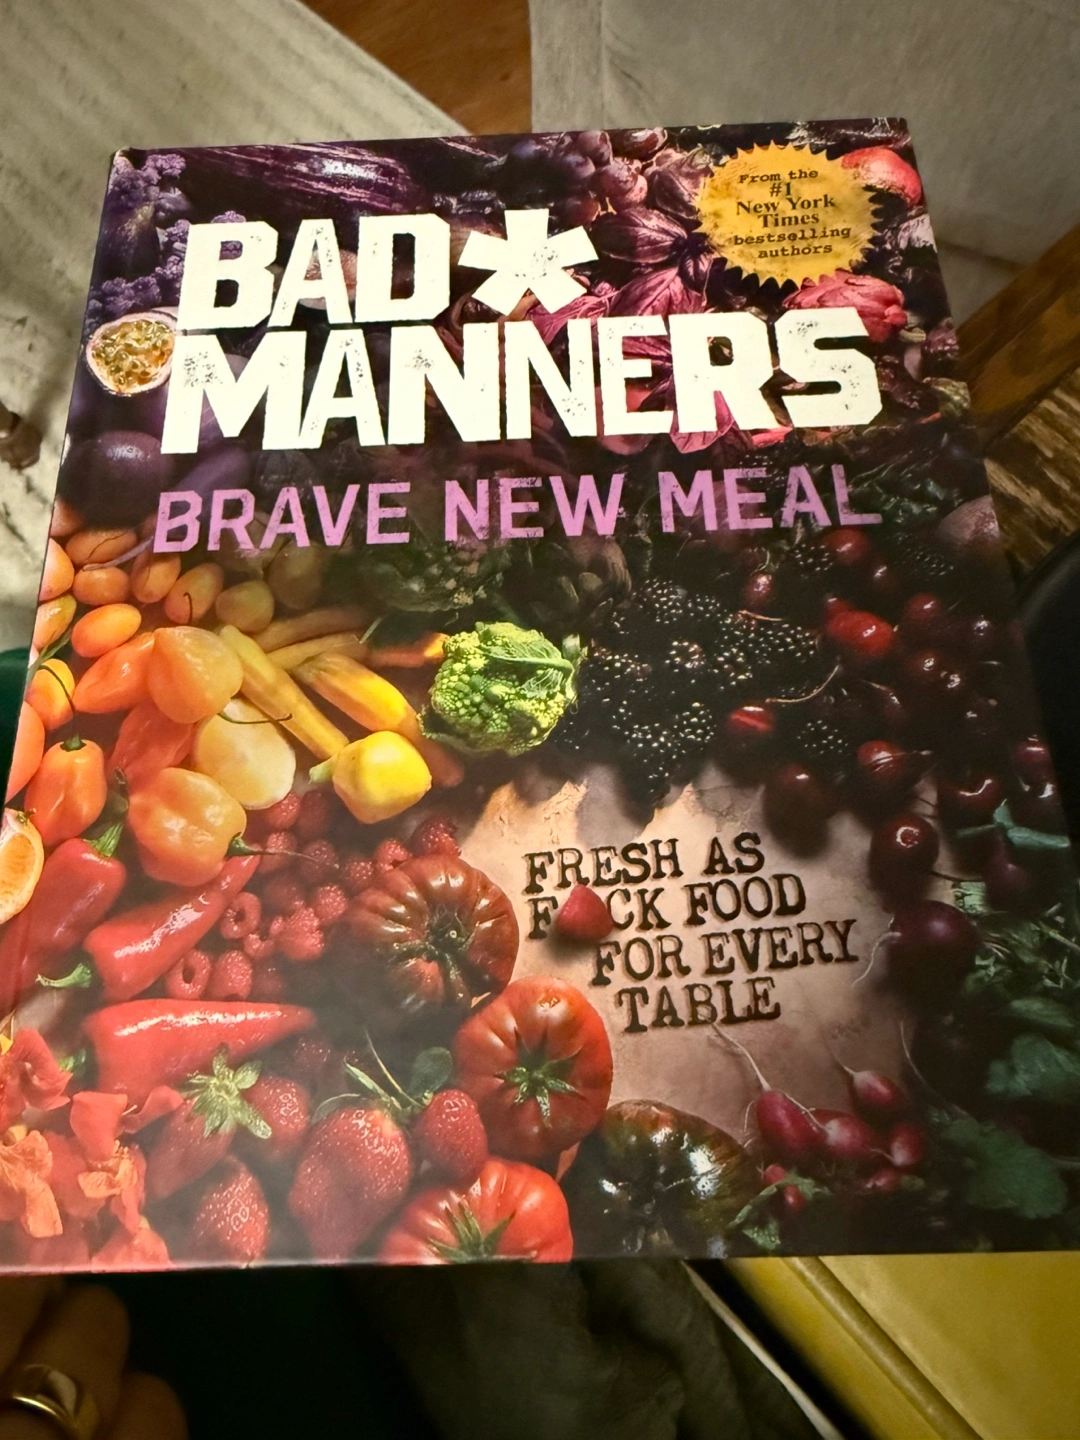 From the
#1
New York
Times
bestselling
authors
BAD*
MANNERS
BRAVE NEW MEAL
FRESH AS
F CK FOOD
FOR EVERY
TABLE